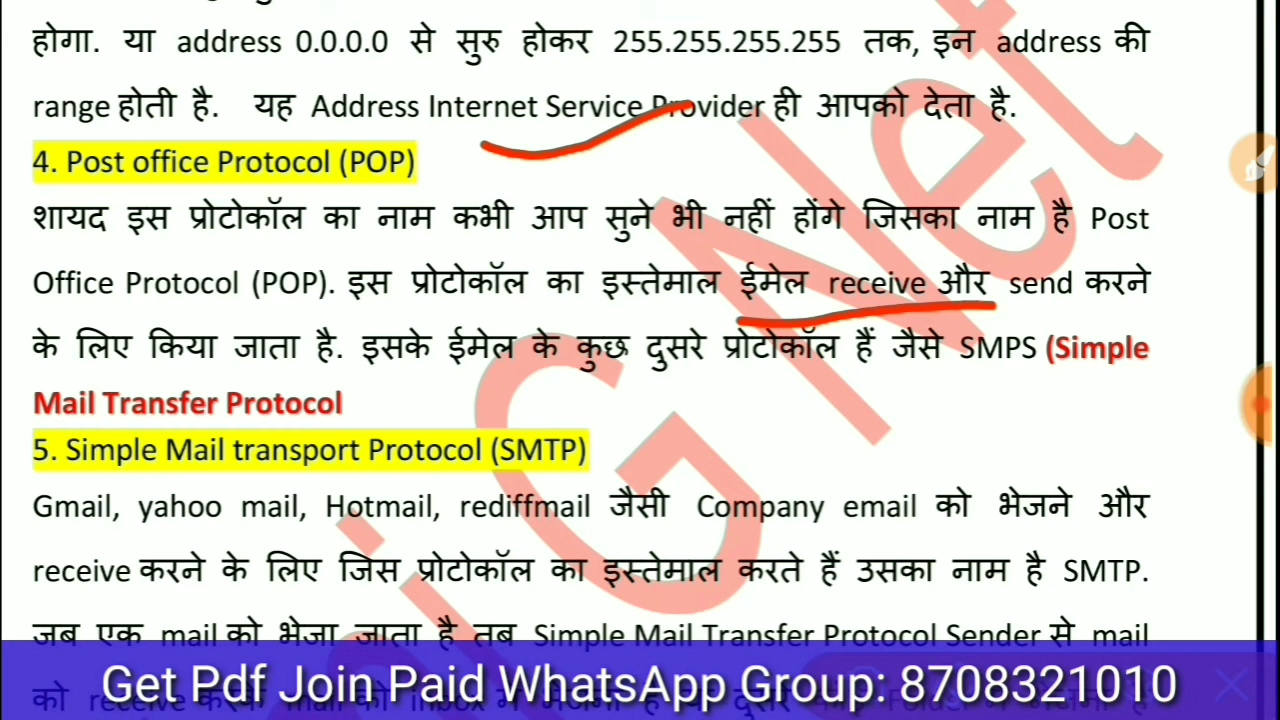 होगा. या address 0.0.0.0 से सुरु होकर 255.255.255.255 तक, इन address की
range होती है. यह Address Internet Service Provider ही आपको देता है.
4. Post office Protocol (POP)
शायद इस प्रोटोकॉल का नाम कभी आप सुने भी नहीं होंगे जिसका नाम है Post
Office Protocol (POP). इस प्रोटोकॉल का इस्तेमाल ईमेल receive और send करने
के लिए किया जाता है. इसके ईमेल के कुछ दुसरे प्रोटोकॉल हैं जैसे SMPS (Simple
Mail Transfer Protocol
5. Simple Mail transport Protocol (SMTP)
Gmail, yahoo mail, Hotmail, rediffmail जैसी Company email को भेजने और
receive करने के लिए जिस प्रोटोकॉल का इस्तेमाल करते हैं उसका नाम है SMTP.
जब एक mail को भेजा जाता है तब Simple Mail Transfer Protocol Sender से mail
Get Pdf Join Paid WhatsApp Group: 8708321010